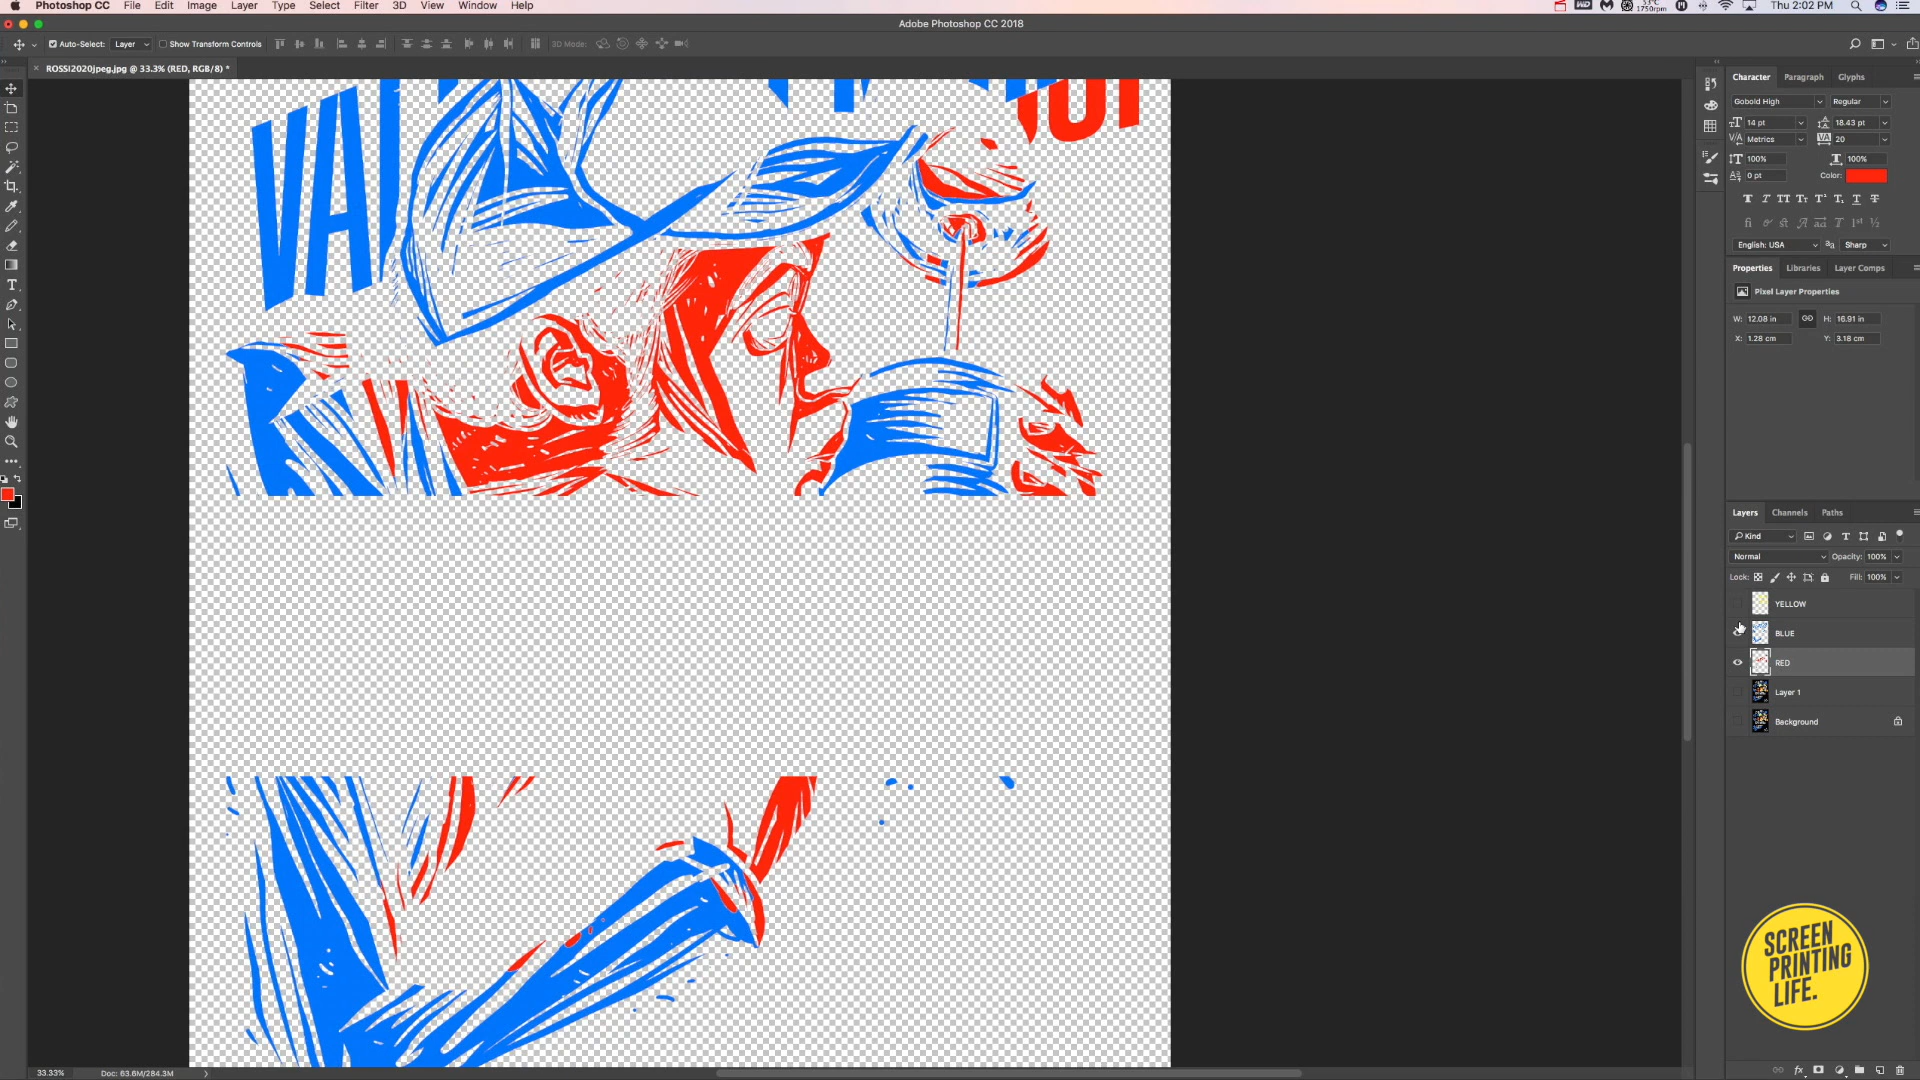 Photoshop CC File Edit Image Layer Type Select Filter 3D View Window Help 1750rpm Thu 2:02 PM
Adobe Photoshop CC 2018
Auto-Select: Layer Show Transform Controls 3D Mode:
ROSSI2020jpeg.jpg @ 33.3% (RED, RGB/8) *
VAL
Character Paragraph Glyphs
Gobold High Regular
14 pt 18.43 pt
Metrics 20
100% 100%
0 pt Color:
English: USA Sharp
Properties Libraries Layer Comps
Pixel Layer Properties
W: 12.08 in H: 16.91 in
X: 1.28 cm Y: 3.18 cm
Layers Channels Paths
Kind
Normal Opacity: 100%
Lock: Fill: 100%
YELLOW
BLUE
RED
Layer 1
Background
SCREEN
PRINTING
LIFE.
33.33% Doc: 63.6M/284.3M